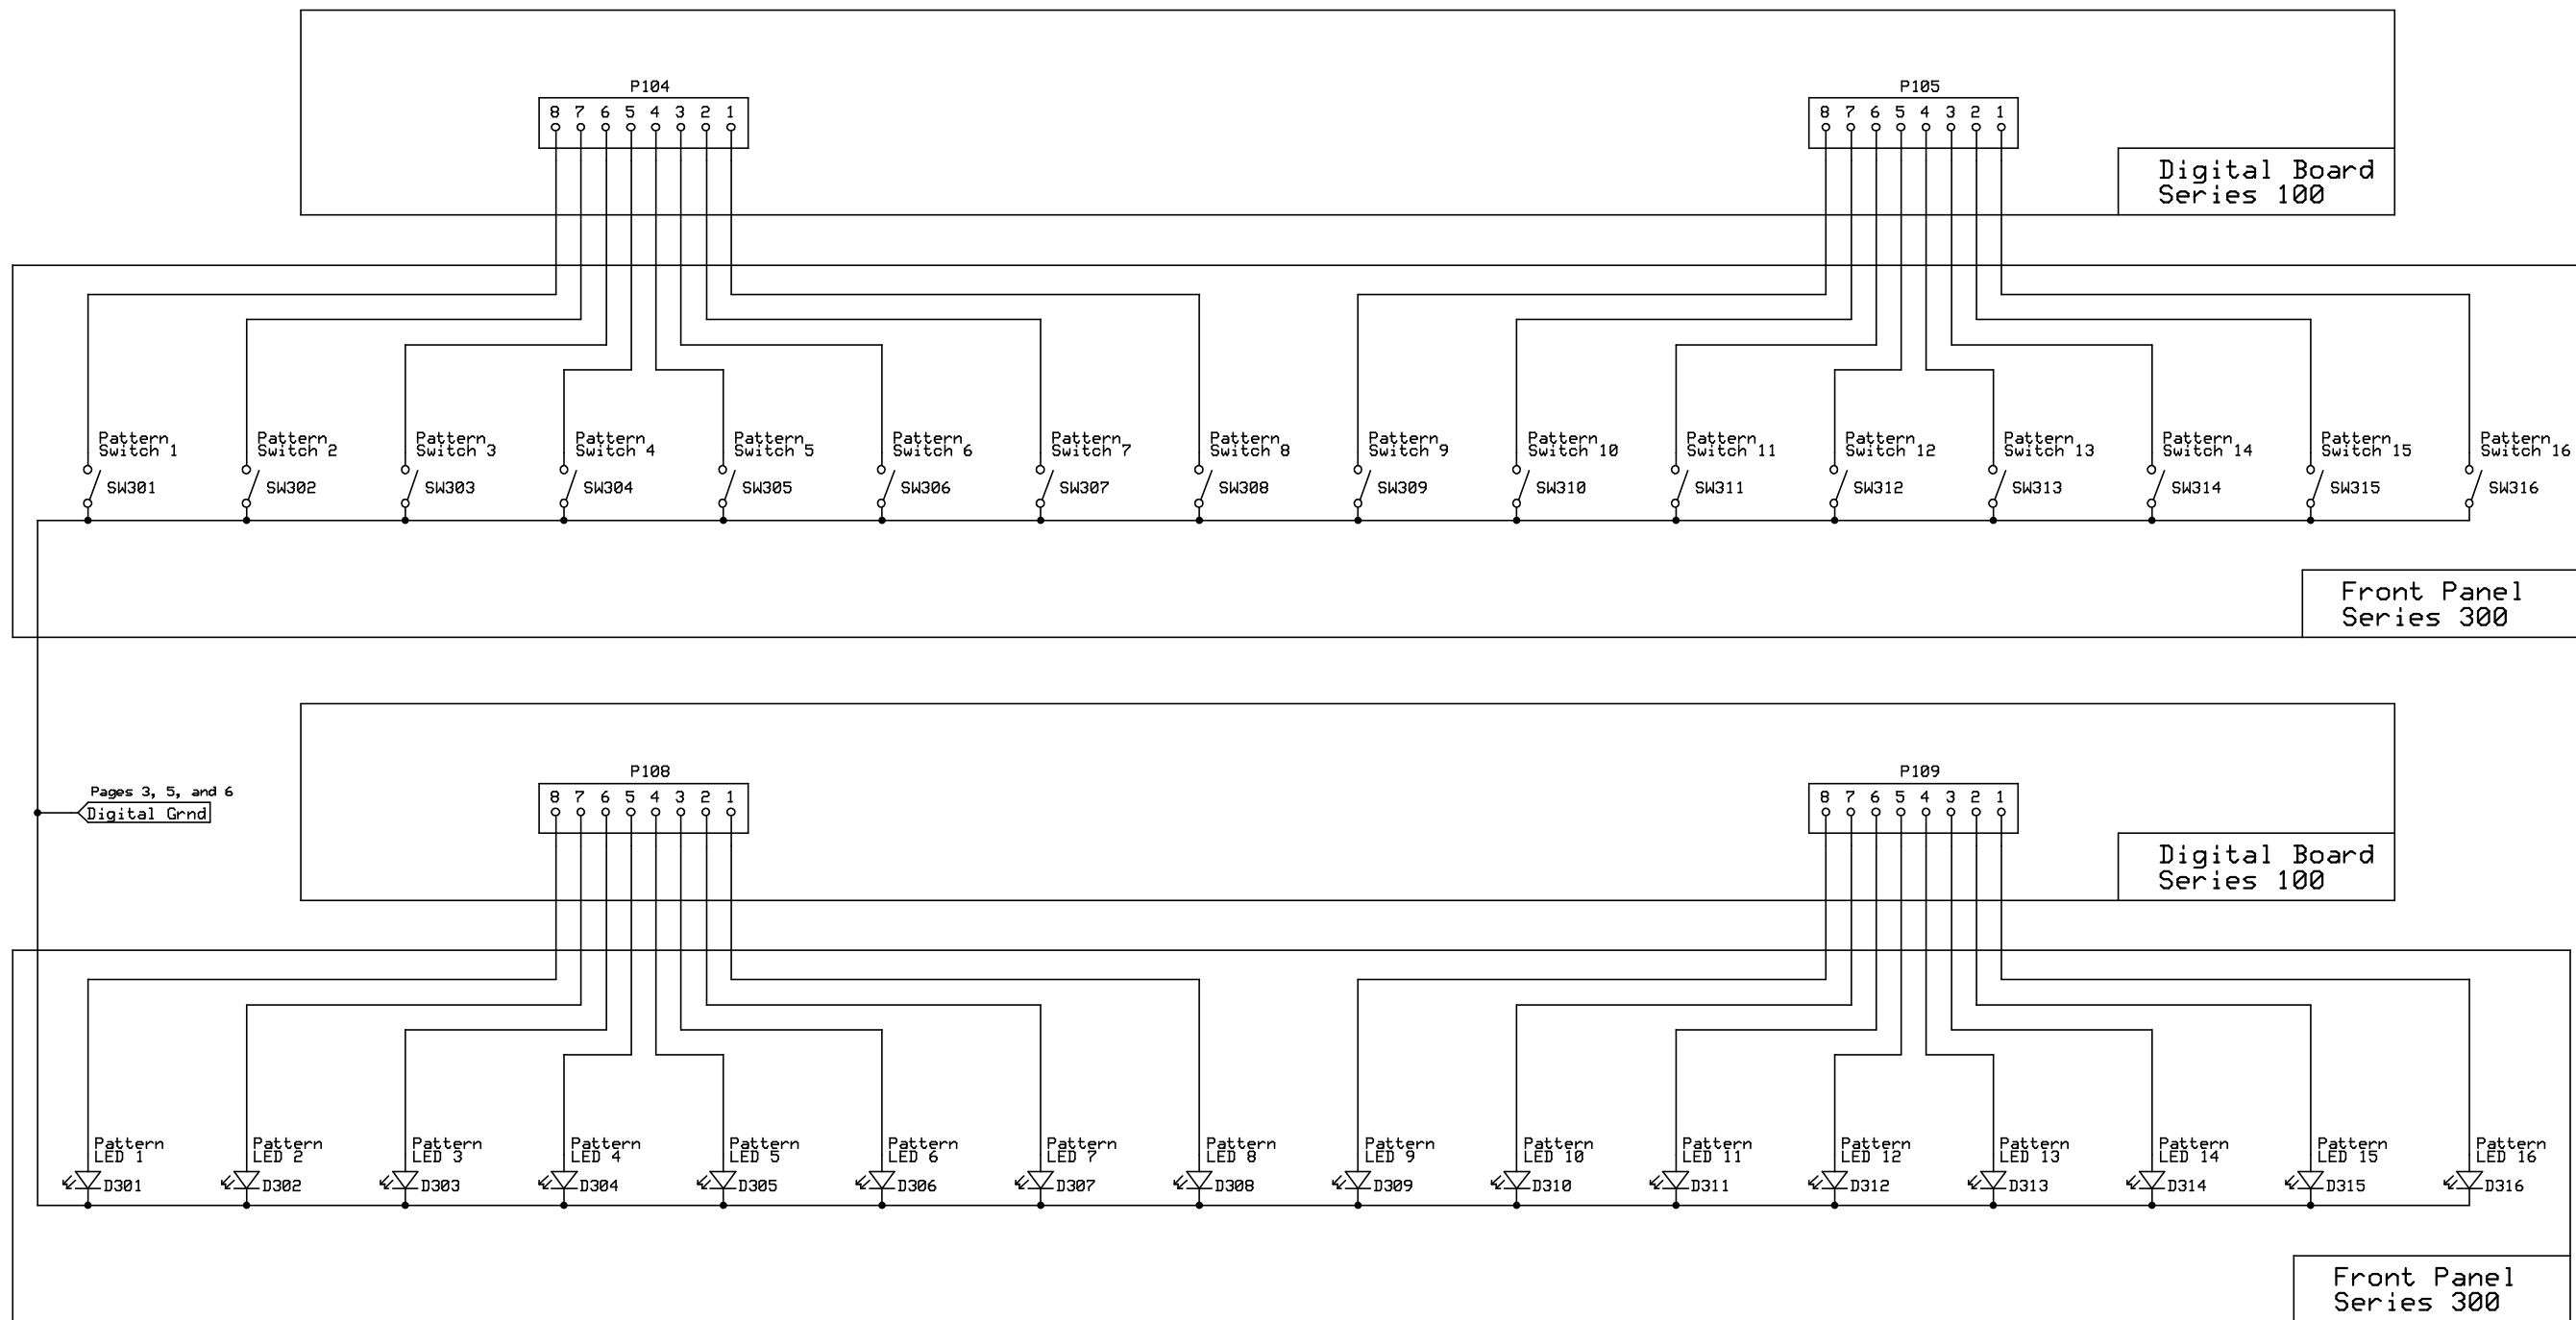 P104
8 7 6 5 4 3 2 1
P105
8 7 6 5 4 3 2 1
Digital Board
Series 100
Pattern
Switch 1
SW301
Pattern
Switch 2
SW302
Pattern
Switch 3
SW303
Pattern
Switch 4
SW304
Pattern
Switch 5
SW305
Pattern
Switch 6
SW306
Pattern
Switch 7
SW307
Pattern
Switch 8
SW308
Pattern
Switch 9
SW309
Pattern
Switch 10
SW310
Pattern
Switch 11
SW311
Pattern
Switch 12
SW312
Pattern
Switch 13
SW313
Pattern
Switch 14
SW314
Pattern
Switch 15
SW315
Pattern
Switch 16
SW316
Front Panel
Series 300
Pages 3, 5, and 6
Digital Grnd
P108
8 7 6 5 4 3 2 1
P109
8 7 6 5 4 3 2 1
Digital Board
Series 100
Pattern
LED 1
D301
Pattern
LED 2
D302
Pattern
LED 3
D303
Pattern
LED 4
D304
Pattern
LED 5
D305
Pattern
LED 6
D306
Pattern
LED 7
D307
Pattern
LED 8
D308
Pattern
LED 9
D309
Pattern
LED 10
D310
Pattern
LED 11
D311
Pattern
LED 12
D312
Pattern
LED 13
D313
Pattern
LED 14
D314
Pattern
LED 15
D315
Pattern
LED 16
D316
Front Panel
Series 300